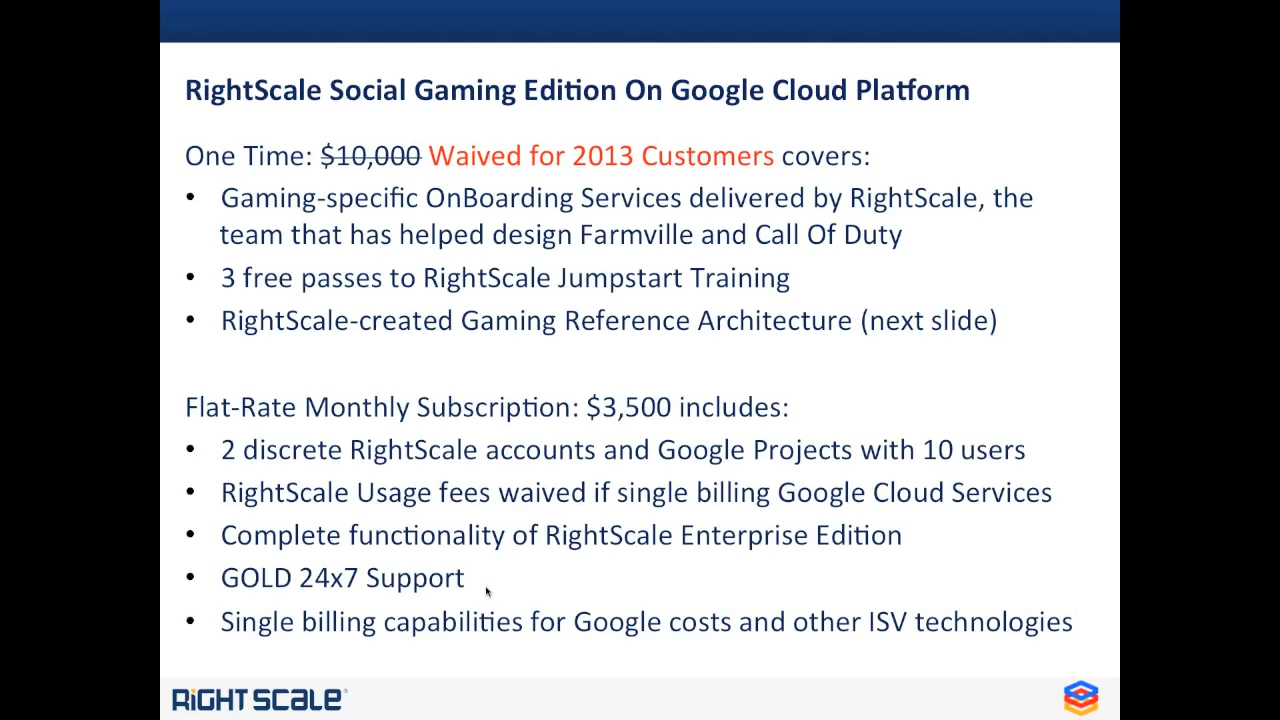 RightScale Social Gaming Edition On Google Cloud Platform
One Time: $10,000 Waived for 2013 Customers covers:
• Gaming-specific OnBoarding Services delivered by RightScale, the
team that has helped design Farmville and Call Of Duty
• 3 free passes to RightScale Jumpstart Training
• RightScale-created Gaming Reference Architecture (next slide)
Flat-Rate Monthly Subscription: $3,500 includes:
• 2 discrete RightScale accounts and Google Projects with 10 users
• RightScale Usage fees waived if single billing Google Cloud Services
• Complete functionality of RightScale Enterprise Edition
• GOLD 24x7 Support
• Single billing capabilities for Google costs and other ISV technologies
RIGHTSCALE